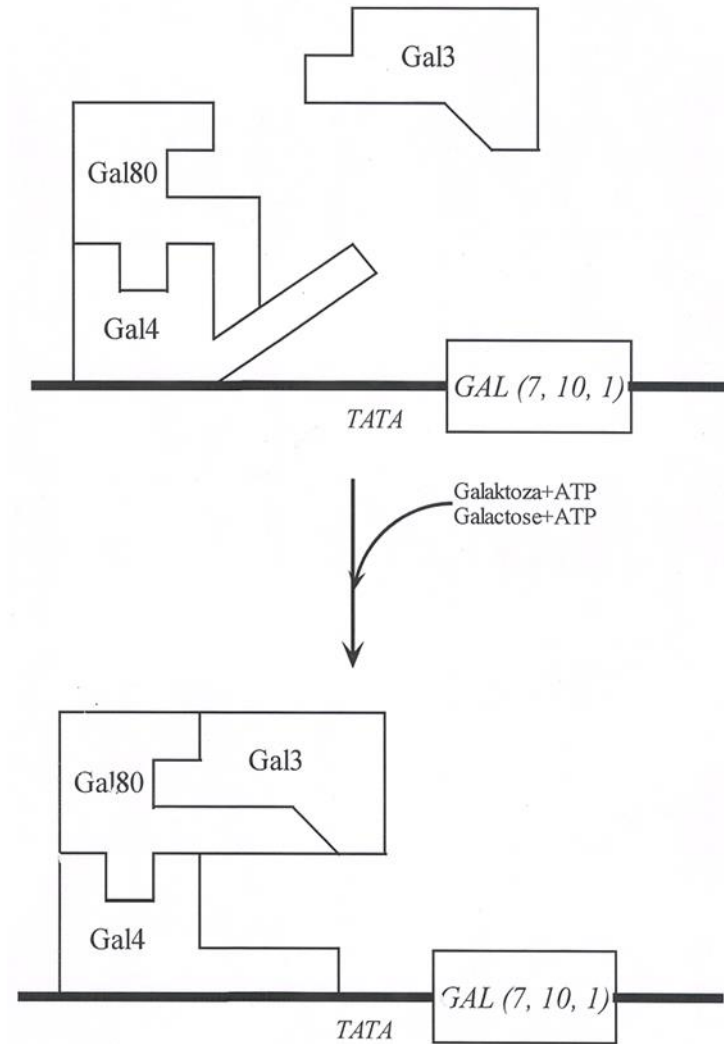 Gal3
Gal80
Gal4
GAL (7, 10, 1)
TATA
Galaktoza+ATP
Galactose+ATP
Gal3
Gal80
Gal4
GAL (7, 10, 1)
TATA